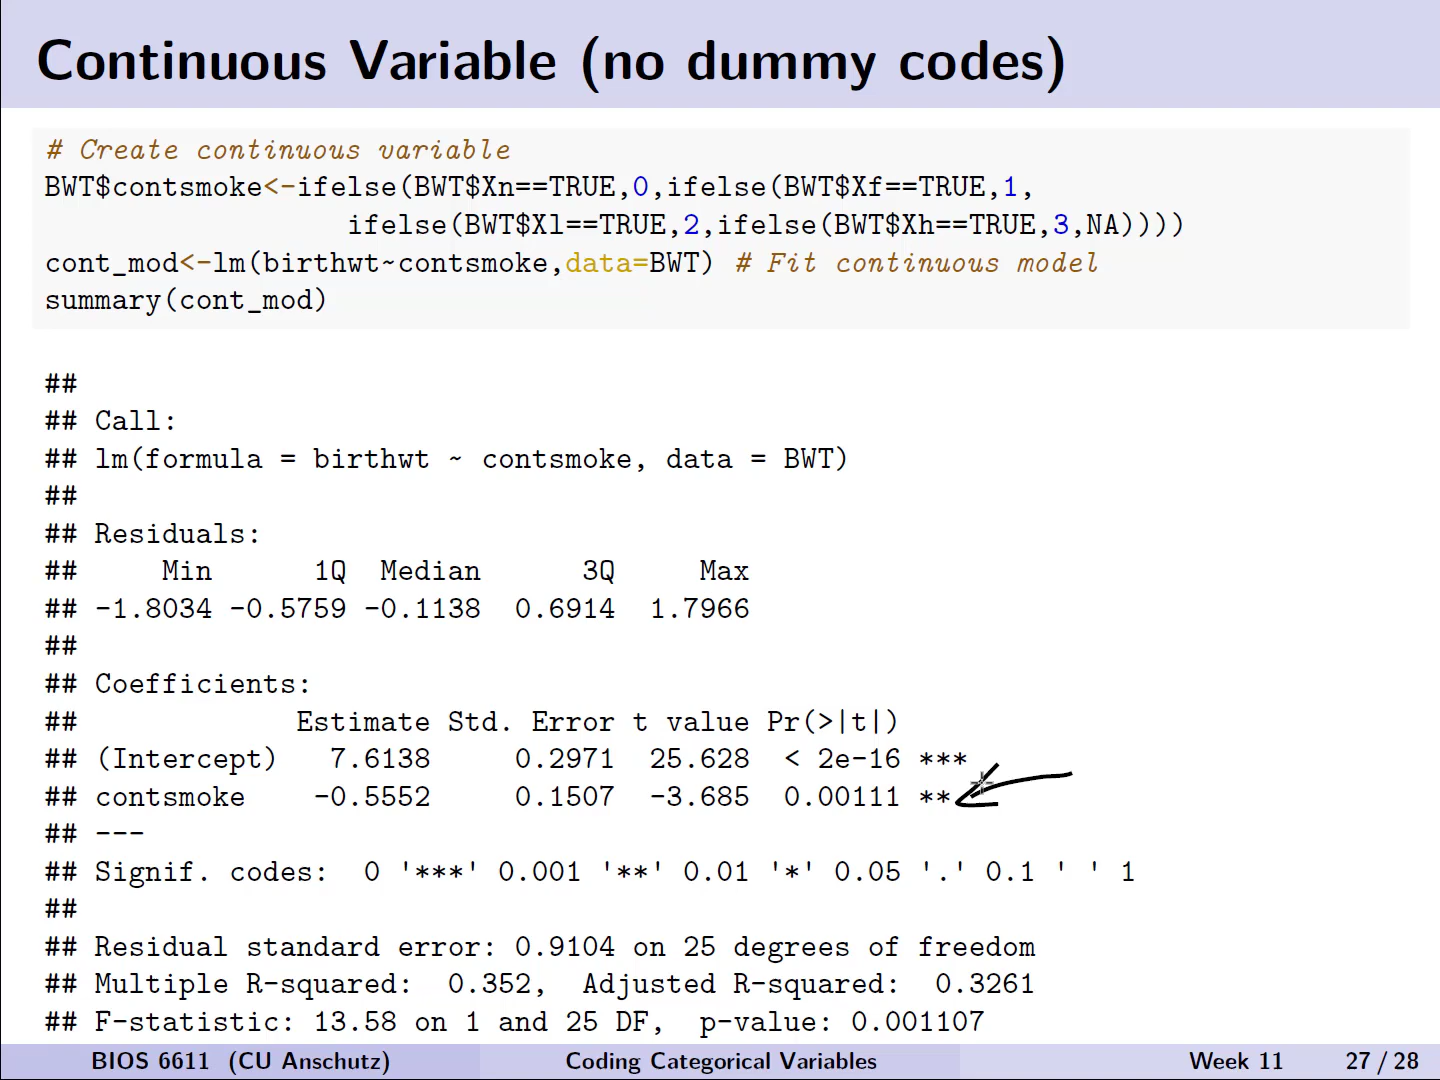 Continuous Variable (no dummy codes)
# Create continuous variable
BWT$contsmoke<-ifelse(BWT$Xn==TRUE,0,ifelse(BWT$Xf==TRUE,1,
ifelse(BWT$Xl==TRUE,2,ifelse(BWT$Xh==TRUE,3,NA))))
cont_mod<-lm(birthwt~contsmoke,data=BWT) # Fit continuous model
summary(cont_mod)
##
## Call:
## lm(formula = birthwt ~ contsmoke, data = BWT)
##
## Residuals:
##     Min      1Q  Median      3Q     Max
## -1.8034 -0.5759 -0.1138  0.6914  1.7966
##
## Coefficients:
##             Estimate Std. Error t value Pr(>|t|)
## (Intercept)   7.6138     0.2971  25.628  < 2e-16 ***
## contsmoke    -0.5552     0.1507  -3.685  0.00111 **
## ---
## Signif. codes:  0 '***' 0.001 '**' 0.01 '*' 0.05 '.' 0.1 ' ' 1
##
## Residual standard error: 0.9104 on 25 degrees of freedom
## Multiple R-squared:  0.352,  Adjusted R-squared:  0.3261
## F-statistic: 13.58 on 1 and 25 DF,  p-value: 0.001107
BIOS 6611 (CU Anschutz) Coding Categorical Variables Week 11 27 / 28